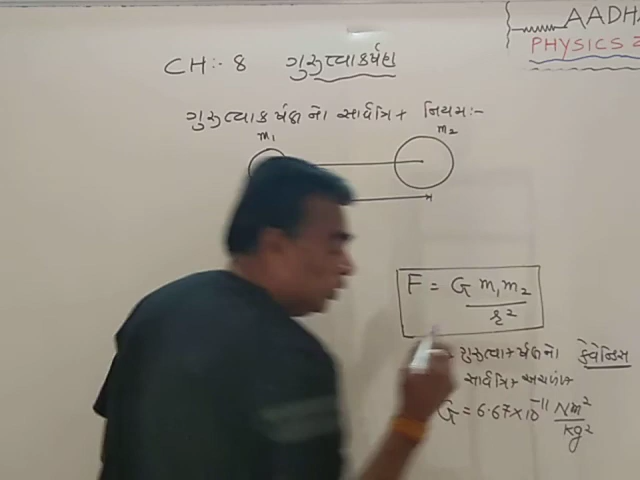 AADHA
PHYSICS
CH:- 8 ગુરુત્વાકર્ષણ
ગુરુત્વાકર્ષણનો સાર્વત્રિક નિયમ:-
m₁ m₂
F = G m₁m₂ / r²
ગુરુત્વાકર્ષણનો કેવેન્ડિસ
સાર્વત્રિક અચળાંક
G = 6.67×10⁻¹¹ Nm² / kg²